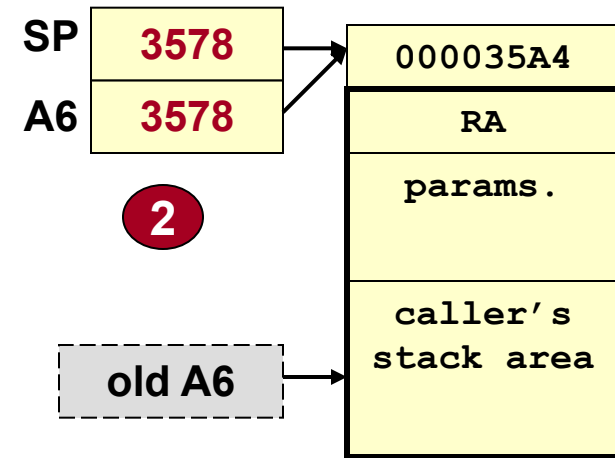 SP 3578
000035A4
A6 3578
RA
params.
2
caller's
stack area
old A6